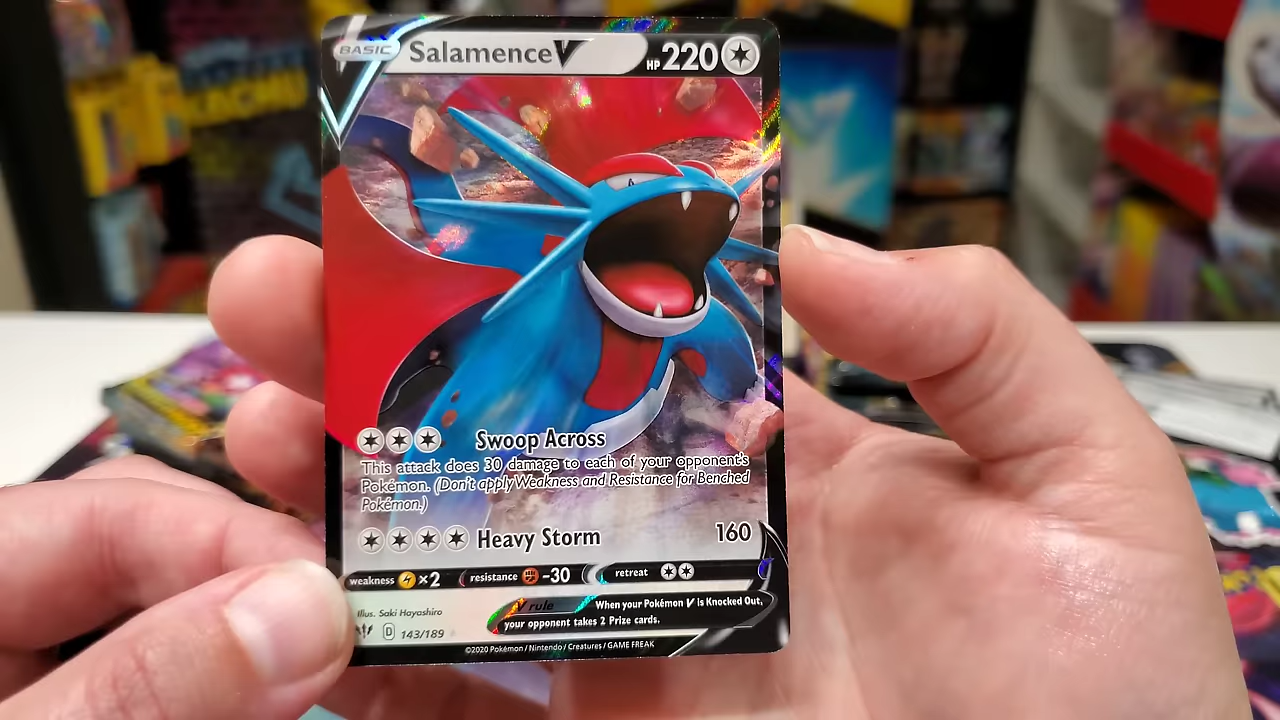 BASIC Salamence V HP 220
Swoop Across
This attack does 30 damage to each of your opponent's
Pokémon. (Don't apply Weakness and Resistance for Benched
Pokémon.)
Heavy Storm 160
weakness ×2 resistance -30 retreat
V rule When your Pokémon V is Knocked Out,
your opponent takes 2 Prize cards.
Illus. Saki Hayashiro
D 143/189
©2020 Pokémon / Nintendo / Creatures / GAME FREAK